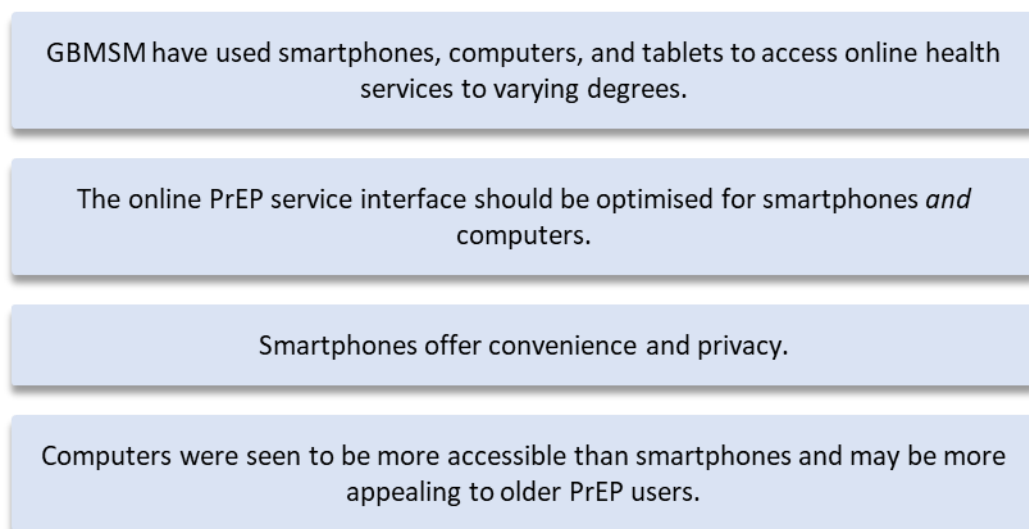 GBMSM have used smartphones, computers, and tablets to access online health
services to varying degrees.
The online PrEP service interface should be optimised for smartphones and
computers.
Smartphones offer convenience and privacy.
Computers were seen to be more accessible than smartphones and may be more
appealing to older PrEP users.